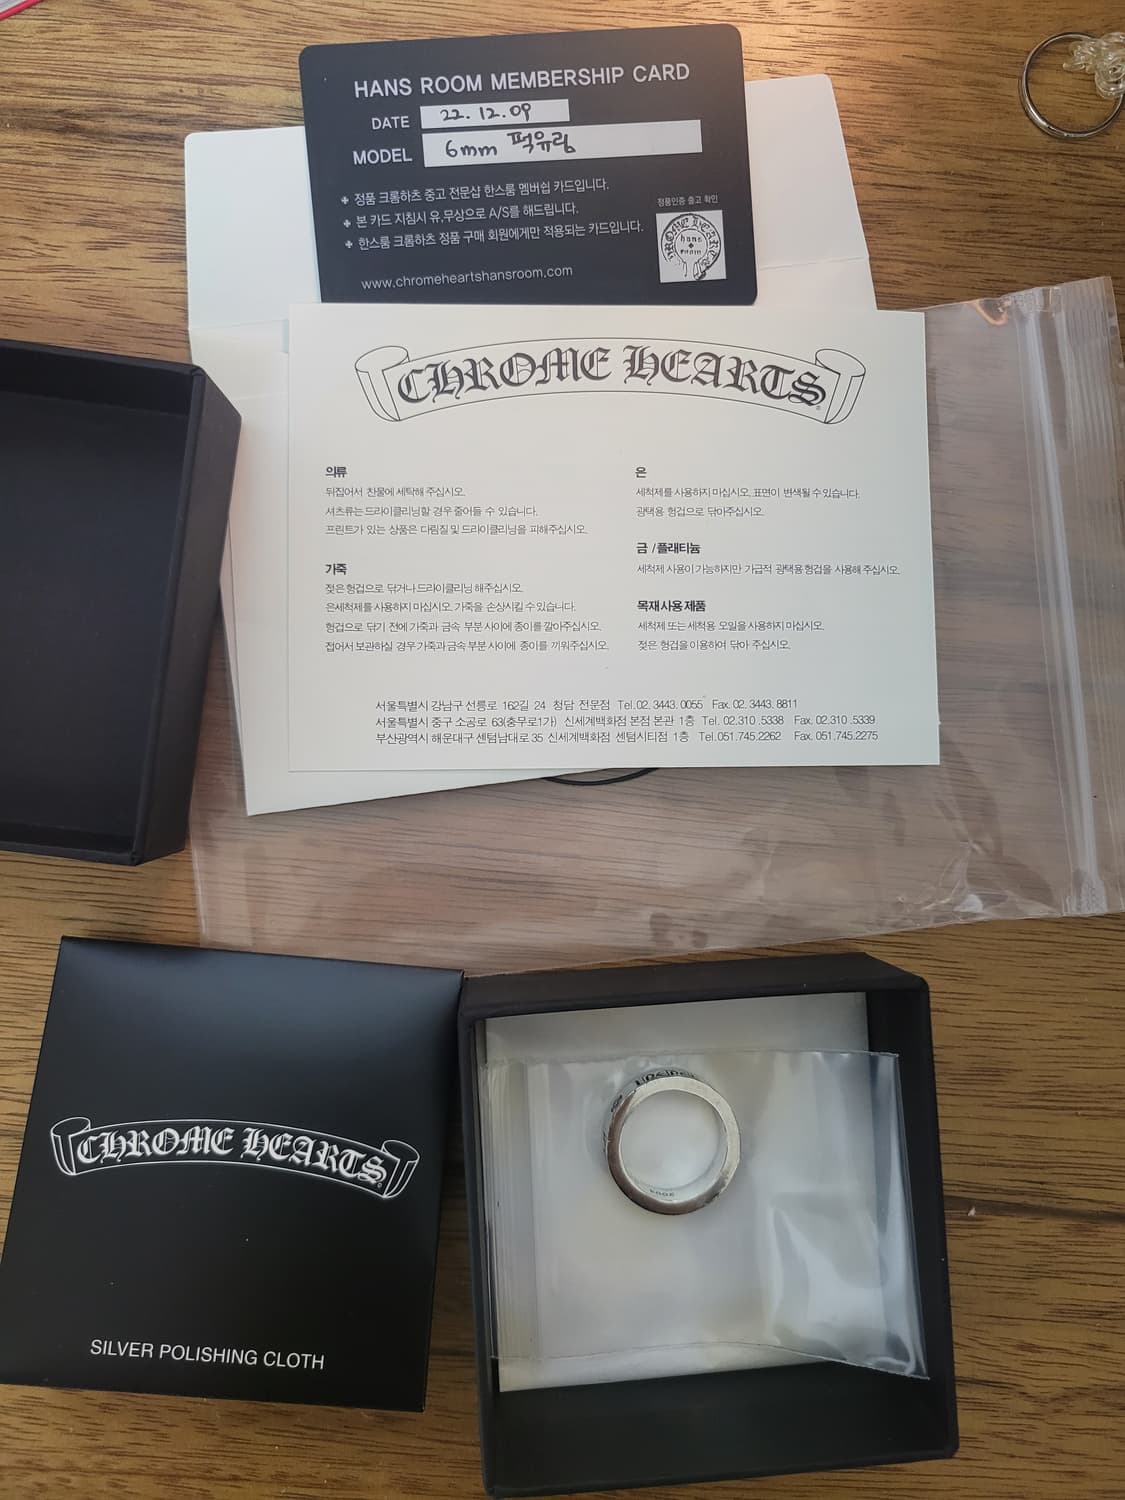 HANS ROOM MEMBERSHIP CARD
DATE 22. 12. 09
MODEL 6mm 퍽유링
정품 크롬하츠 중고 전문샵 한스룸 멤버쉽 카드입니다.
본 카드 지참시 유,무상으로 A/S를 해드립니다.
한스룸 크롬하츠 정품 구매 회원에게만 적용되는 카드입니다.
정품인증 출고 확인
hans
room
www.chromeheartshansroom.com
CHROME HEARTS
의류
뒤집어서 찬물에 세탁해 주십시오.
셔츠류는 드라이클리닝할 경우 줄어들 수 있습니다.
프린트가 있는 상품은 다림질 및 드라이클리닝을 피해주십시오.
가죽
젖은 헝겊으로 닦거나 드라이클리닝 해주십시오.
은세척제를 사용하지 마십시오. 가죽을 손상시킬 수 있습니다.
헝겊으로 닦기 전에 가죽과 금속 부분 사이에 종이를 깔아주십시오.
접어서 보관하실 경우 가죽과 금속 부분 사이에 종이를 끼워주십시오.
은
세척제를 사용하지 마십시오. 표면이 변색될 수 있습니다.
광택용 헝겊으로 닦아주십시오.
금 / 플래티늄
세척제 사용이 가능하지만 가급적 광택용 헝겊을 사용해 주십시오.
목재 사용 제품
세척제 또는 세척용 오일을 사용하지 마십시오.
젖은 헝겊을 이용하여 닦아 주십시오.
서울특별시 강남구 선릉로 162길 24 청담 전문점 Tel.02. 3443. 0055 Fax. 02. 3443. 8811
서울특별시 중구 소공로 63(충무로1가) 신세계백화점 본점 본관 1층 Tel. 02.310 .5338 Fax. 02.310 .5339
부산광역시 해운대구 센텀남대로 35 신세계백화점 센텀시티점 1층 Tel.051.745.2262 Fax. 051.745.2275
CHROME HEARTS
SILVER POLISHING CLOTH